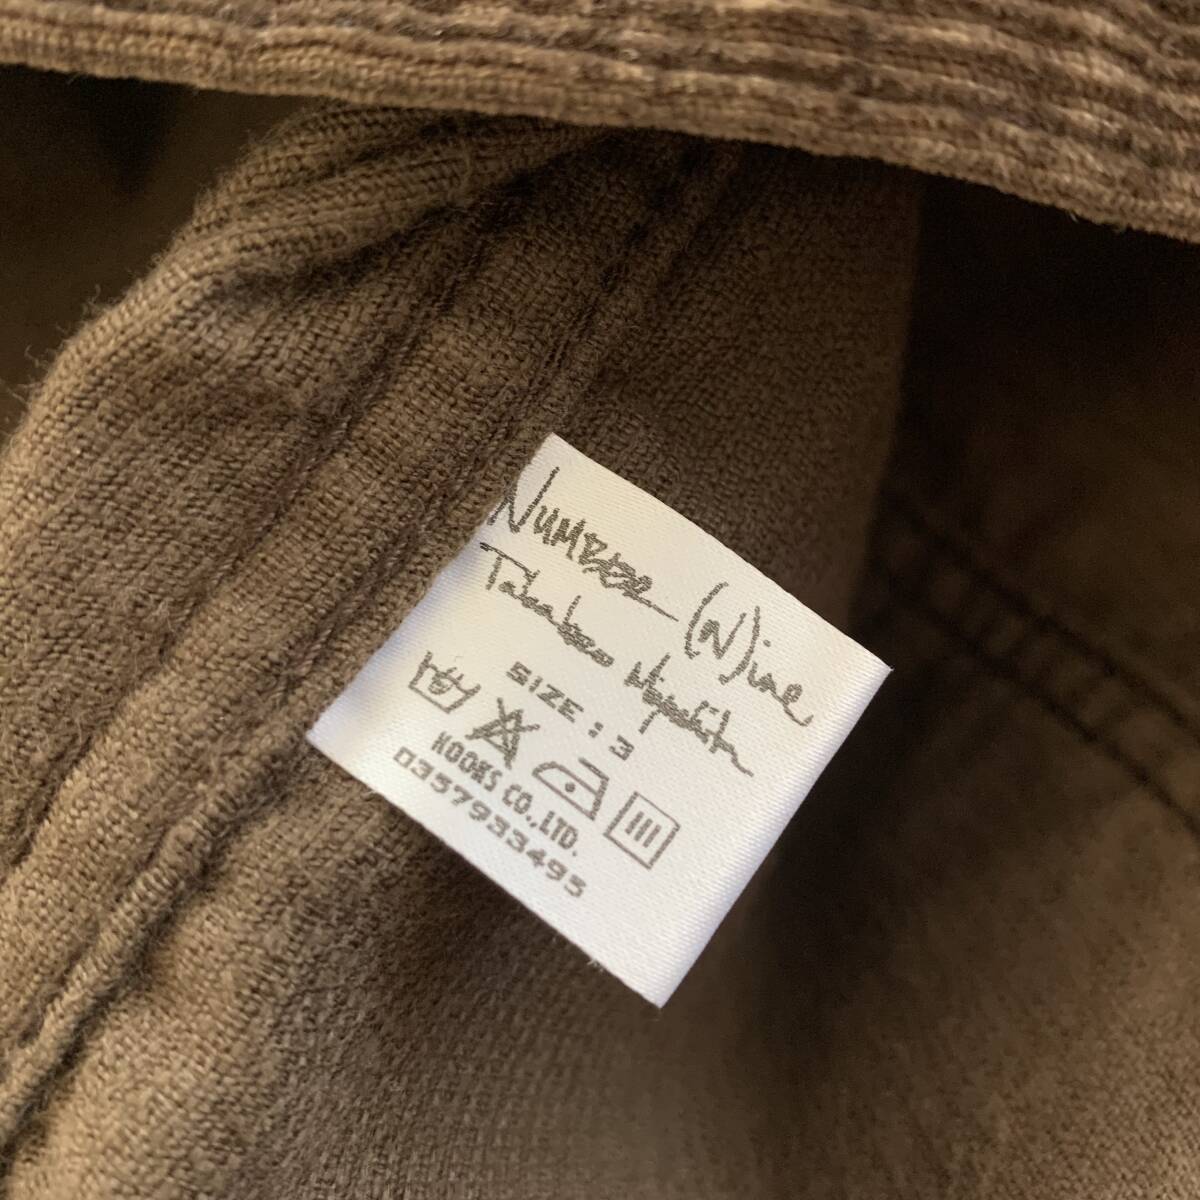 NUMBER (N)ine
Takahiro Miyashita
SIZE : 3
KOOKS CO.,LTD.
0357933495